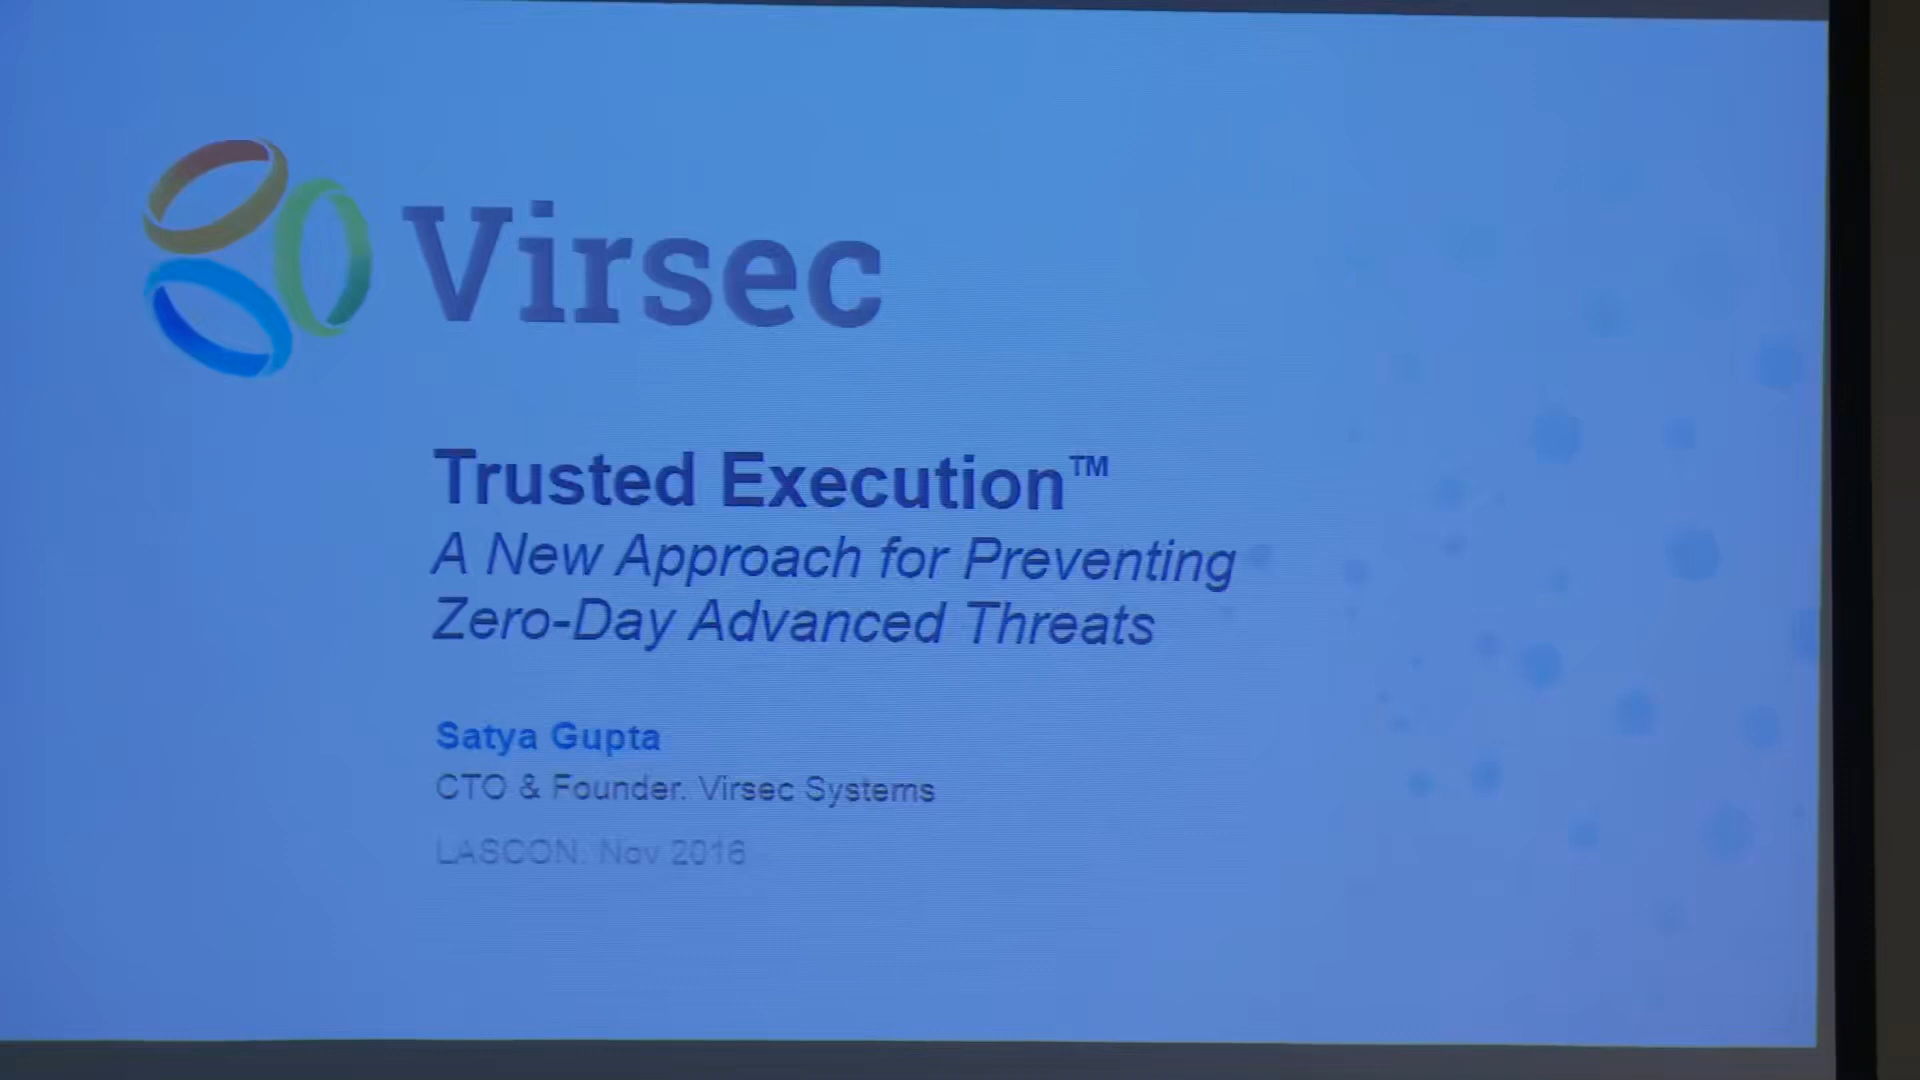 Virsec
Trusted Execution™
A New Approach for Preventing
Zero-Day Advanced Threats
Satya Gupta
CTO & Founder. Virsec Systems
LASCON. Nov 2016